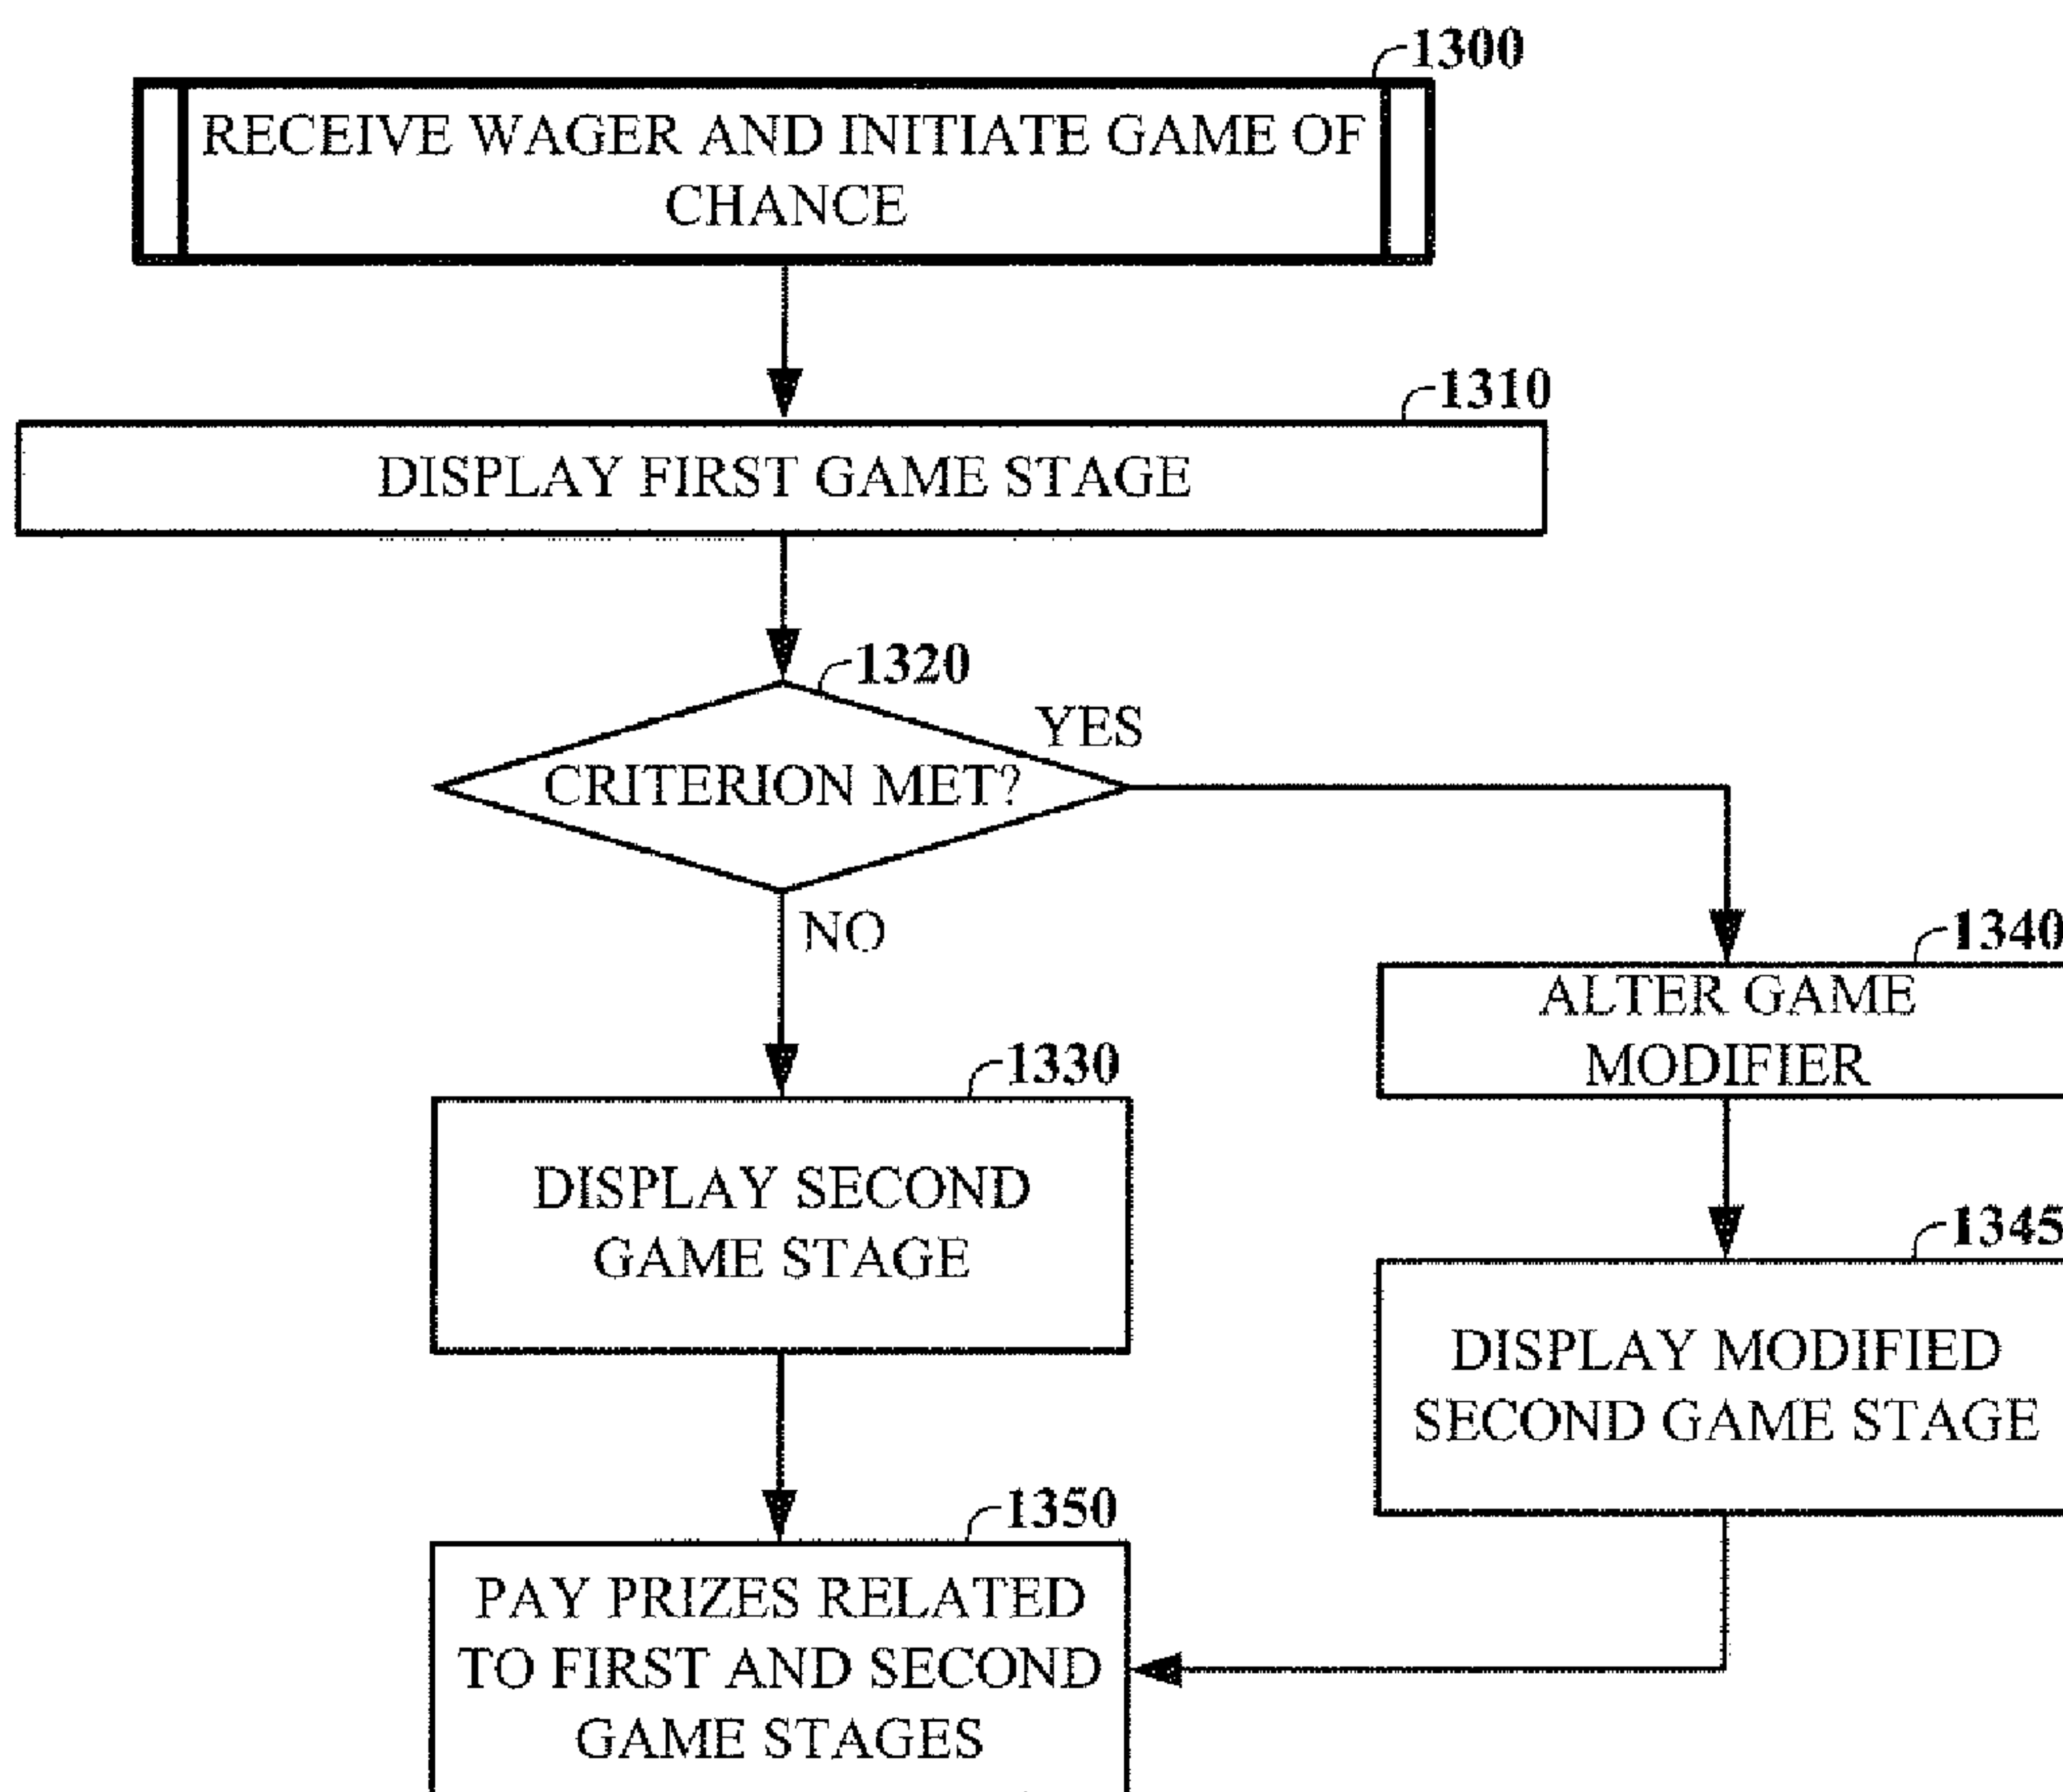 1300
RECEIVE WAGER AND INITIATE GAME OF
CHANCE
1310
DISPLAY FIRST GAME STAGE
1320
YES
CRITERION MET?
NO
1340
ALTER GAME
MODIFIER
1330
DISPLAY SECOND
GAME STAGE
1345
DISPLAY MODIFIED
SECOND GAME STAGE
1350
PAY PRIZES RELATED
TO FIRST AND SECOND
GAME STAGES